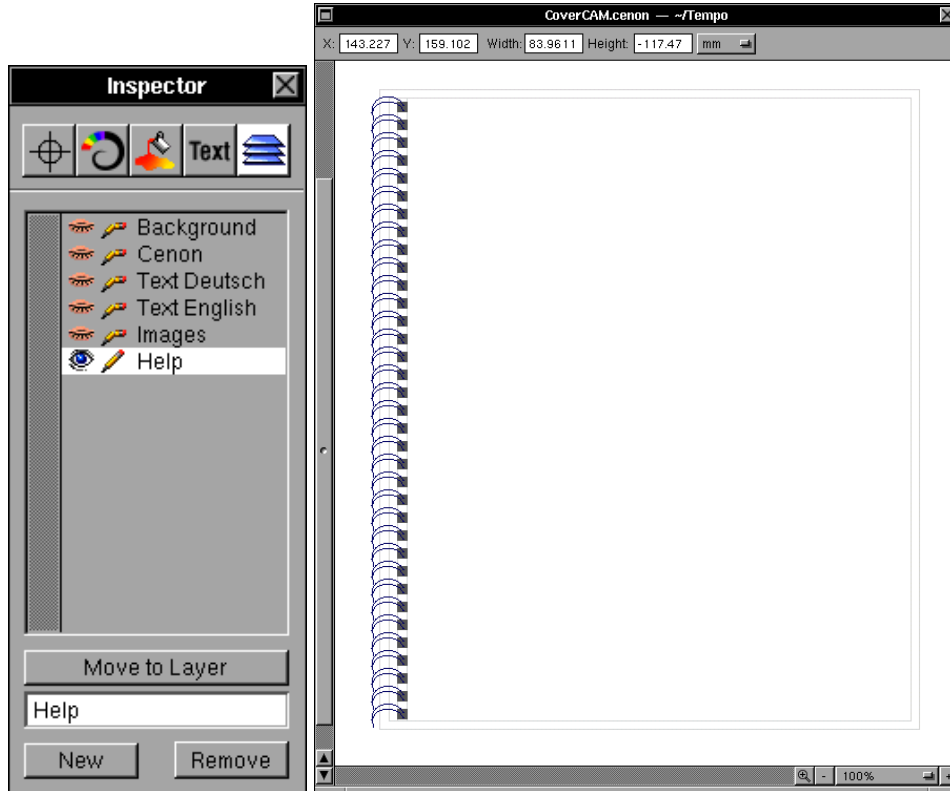 Inspector
Text
Background
Cenon
Text Deutsch
Text English
Images
Help
Move to Layer
Help
New Remove
CoverCAM.cenon — ~/Tempo
X: 143.227 Y: 159.102 Width: 83.9611 Height: -117.47 mm
- 100% +